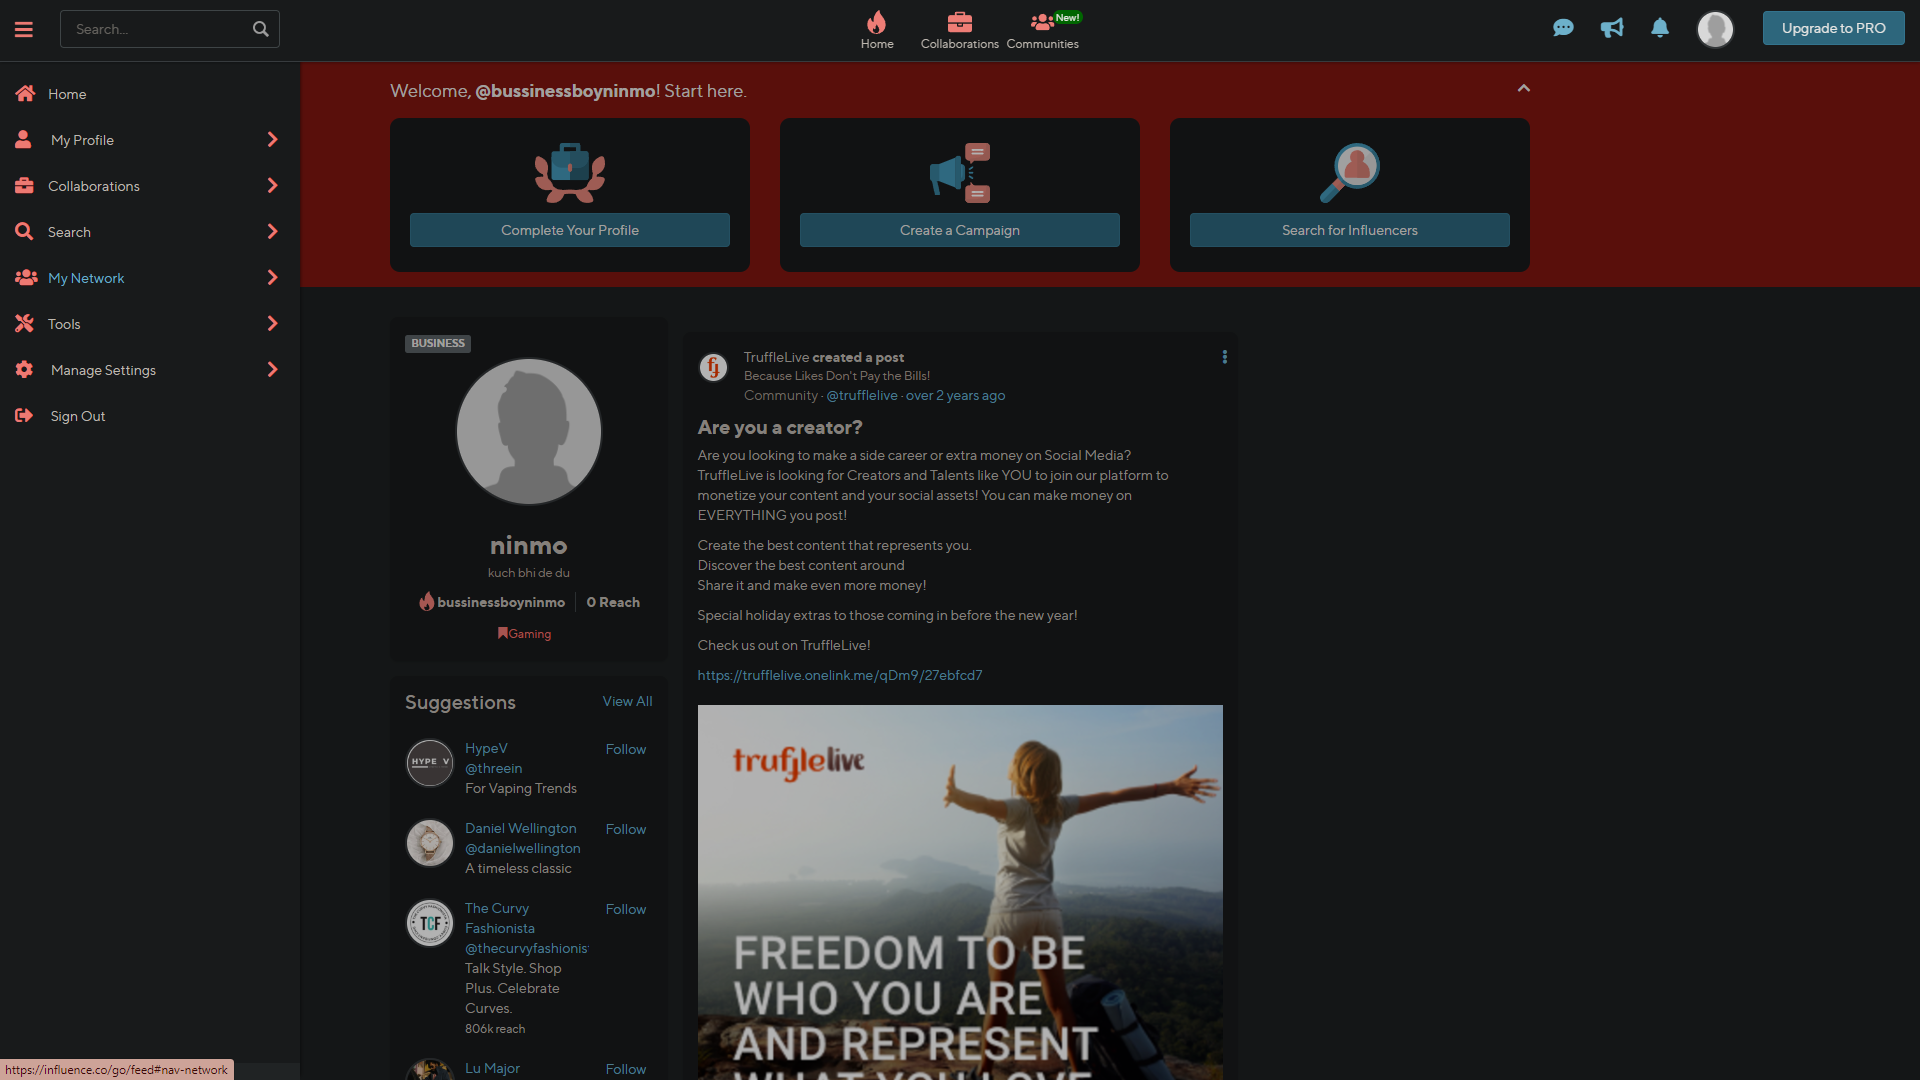 Search...
Home
Collaborations
Communities
New!
Upgrade to PRO
Home
My Profile
Collaborations
Search
My Network
Tools
Manage Settings
Sign Out
Welcome, @bussinessboyninmo! Start here.
Complete Your Profile
Create a Campaign
Search for Influencers
BUSINESS
ninmo
kuch bhi de du
bussinessboyninmo
0 Reach
Gaming
Suggestions
View All
HYPE V
HypeV
@threein
For Vaping Trends
Follow
Daniel Wellington
@danielwellington
A timeless classic
Follow
TCF
The Curvy
Fashionista
@thecurvyfashionis
Talk Style. Shop
Plus. Celebrate
Curves.
806k reach
Follow
Lu Major
Follow
TruffleLive created a post
Because Likes Don't Pay the Bills!
Community · @trufflelive · over 2 years ago
Are you a creator?
Are you looking to make a side career or extra money on Social Media?
TruffleLive is looking for Creators and Talents like YOU to join our platform to
monetize your content and your social assets! You can make money on
EVERYTHING you post!
Create the best content that represents you.
Discover the best content around
Share it and make even more money!
Special holiday extras to those coming in before the new year!
Check us out on TruffleLive!
https://trufflelive.onelink.me/qDm9/27ebfcd7
trufflelive
FREEDOM TO BE
WHO YOU ARE
AND REPRESENT
WHAT YOU LOVE
https://influence.co/go/feed#nav-network